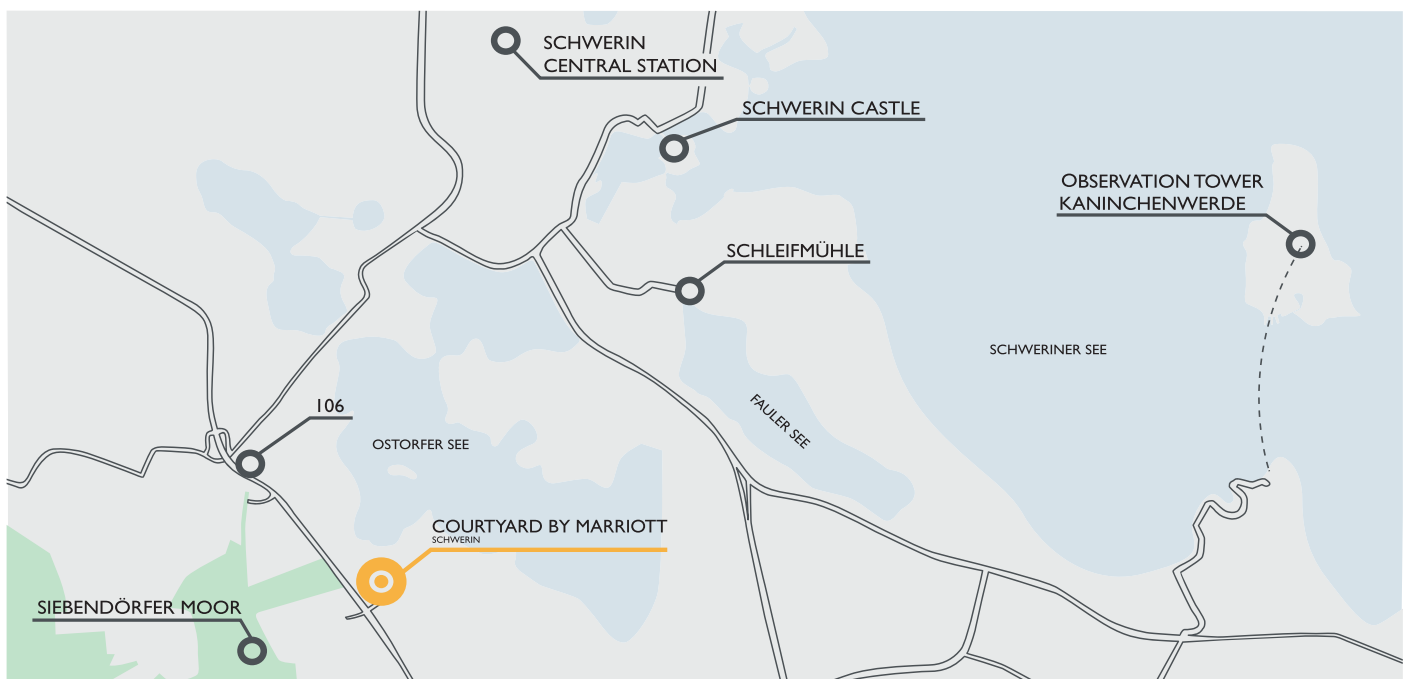 SCHWERIN
CENTRAL STATION
SCHWERIN CASTLE
OBSERVATION TOWER
KANINCHENWERDE
SCHLEIFMÜHLE
SCHWERINER SEE
106
FAULER SEE
OSTORFER SEE
COURTYARD BY MARRIOTT
SCHWERIN
SIEBENDÖRFER MOOR